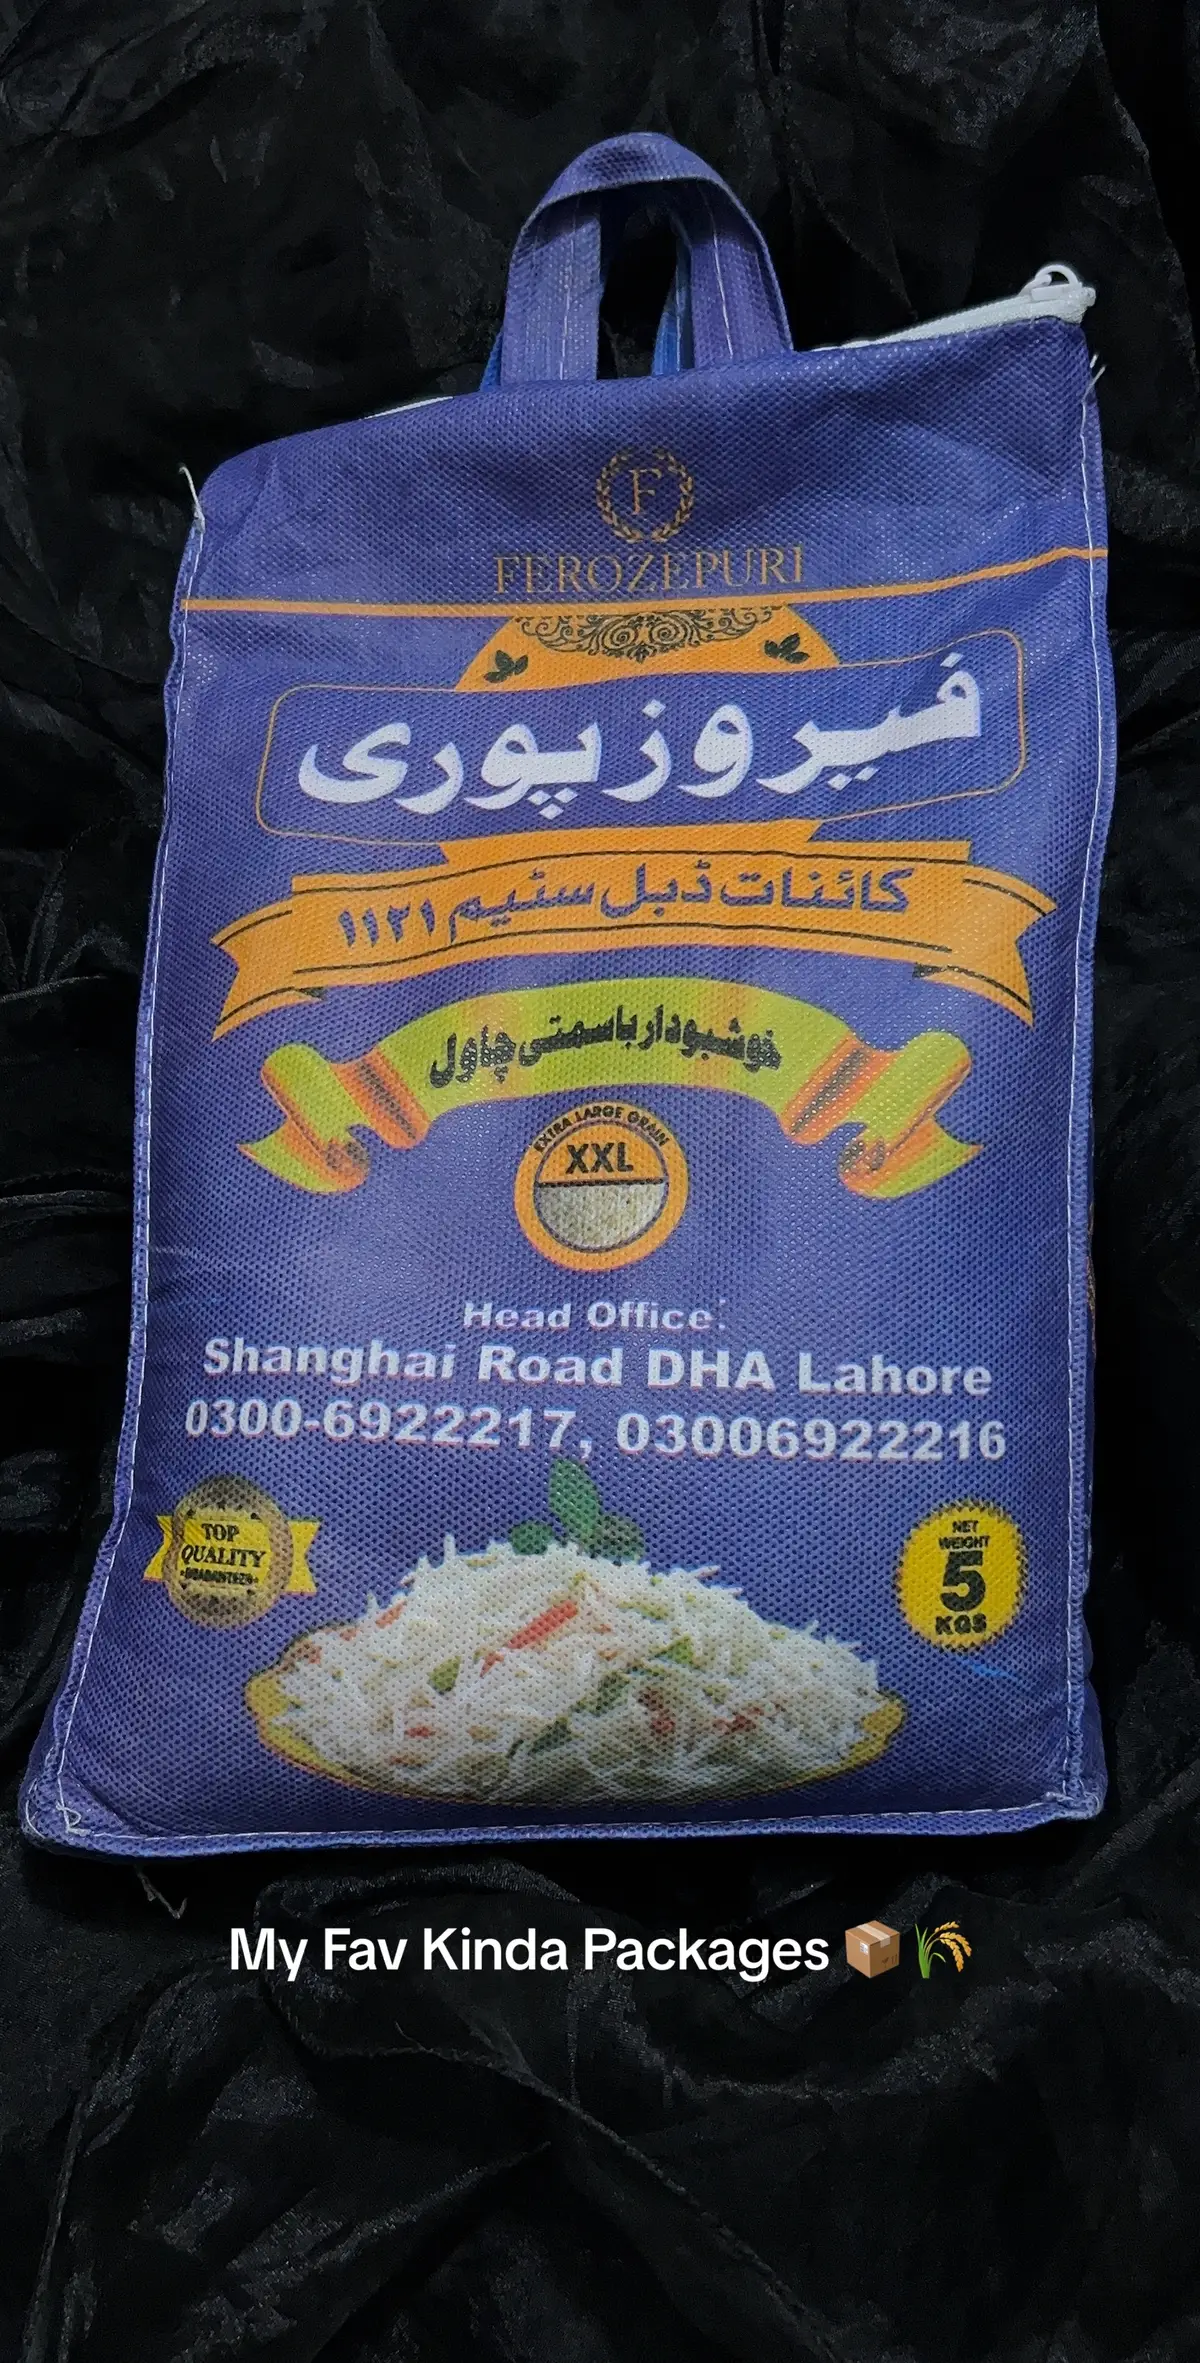 F
FEROZEPURI
فیروزپوری
کائنات ڈبل سٹیم ۱۱۲۱
خوشبودار باسمتی چاول
EXTRA LARGE GRAIN
XXL
Head Office:
Shanghai Road DHA Lahore
0300-6922217, 03006922216
TOP
QUALITY
GUARANTEED
NET
WEIGHT
5
KGS
My Fav Kinda Packages 📦🌾